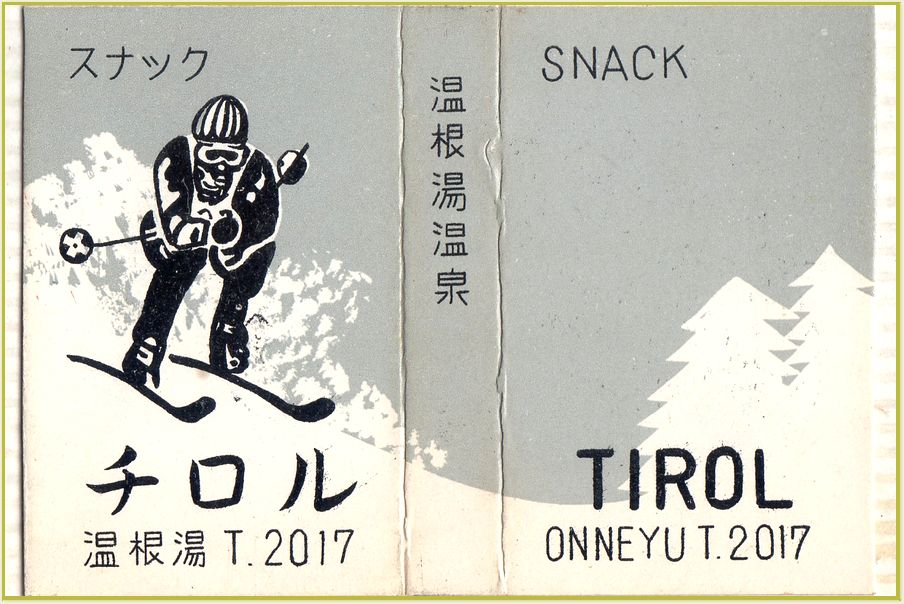 スナック
チロル
温根湯 T.2017
温根湯温泉
SNACK
TIROL
ONNEYU T.2017